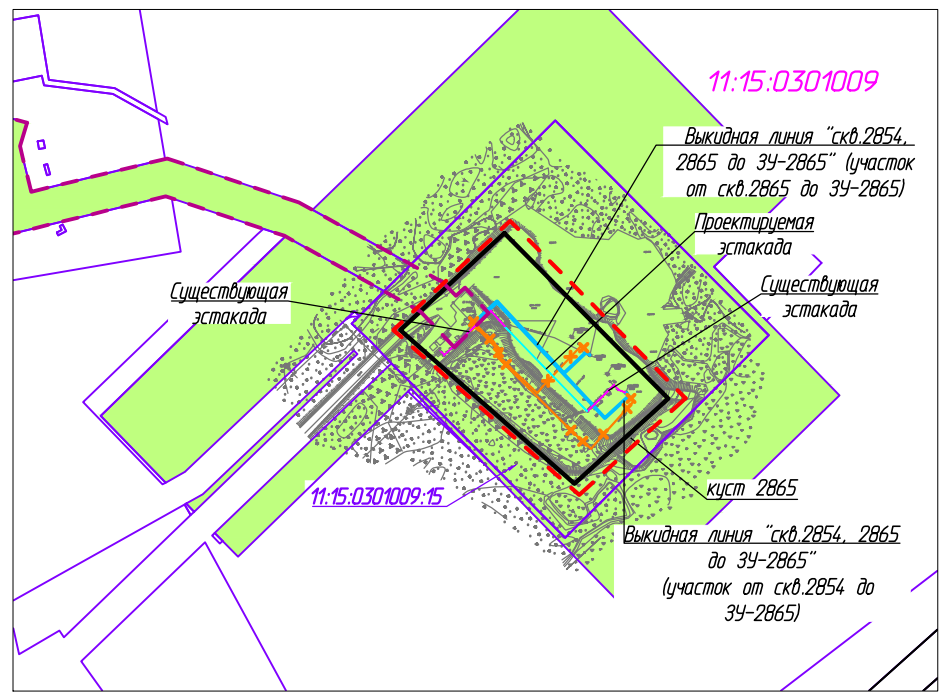 11:15:0301009
Выкидная линия "скв.2854,
2865 до ЗУ-2865" (участок
от скв.2865 до ЗУ-2865)
Проектируемая
эстакада
Существующая
эстакада
Существующая
эстакада
11:15:0301009:15
куст 2865
Выкидная линия "скв.2854, 2865
до ЗУ-2865"
(участок от скв.2854 до
ЗУ-2865)